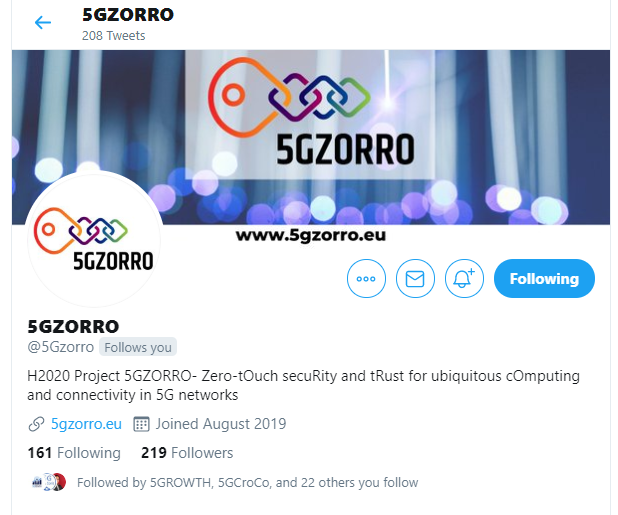 5GZORRO
208 Tweets
5GZORRO
www.5gzorro.eu
5GZORRO
Following
5GZORRO
@5Gzorro Follows you
H2020 Project 5GZORRO- Zero-tOuch secuRity and tRust for ubiquitous cOmputing
and connectivity in 5G networks
5gzorro.eu Joined August 2019
161 Following 219 Followers
Followed by 5GROWTH, 5GCroCo, and 22 others you follow